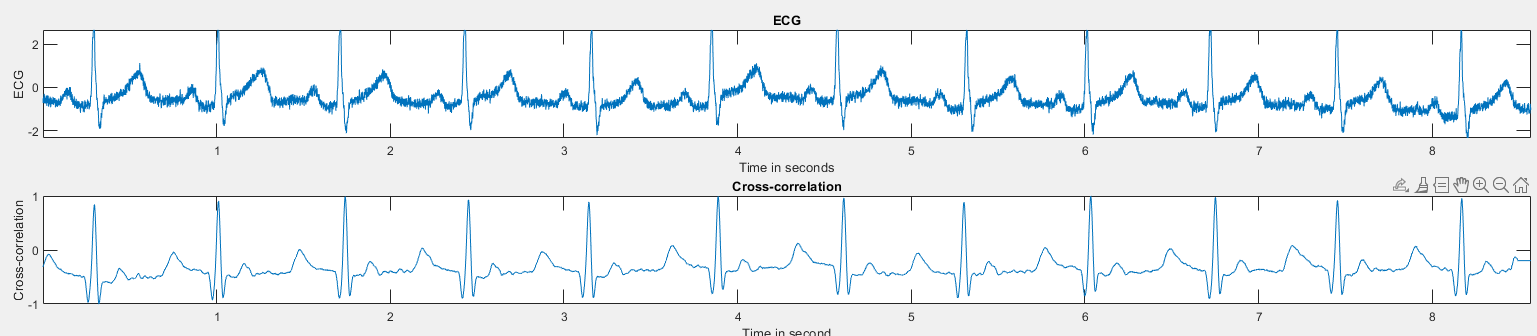 ECG
ECG
2
0
-2
1 2 3 4 5 6 7 8
Time in seconds
Cross-correlation
Cross-correlation
1
0
-1
1 2 3 4 5 6 7 8
Time in second